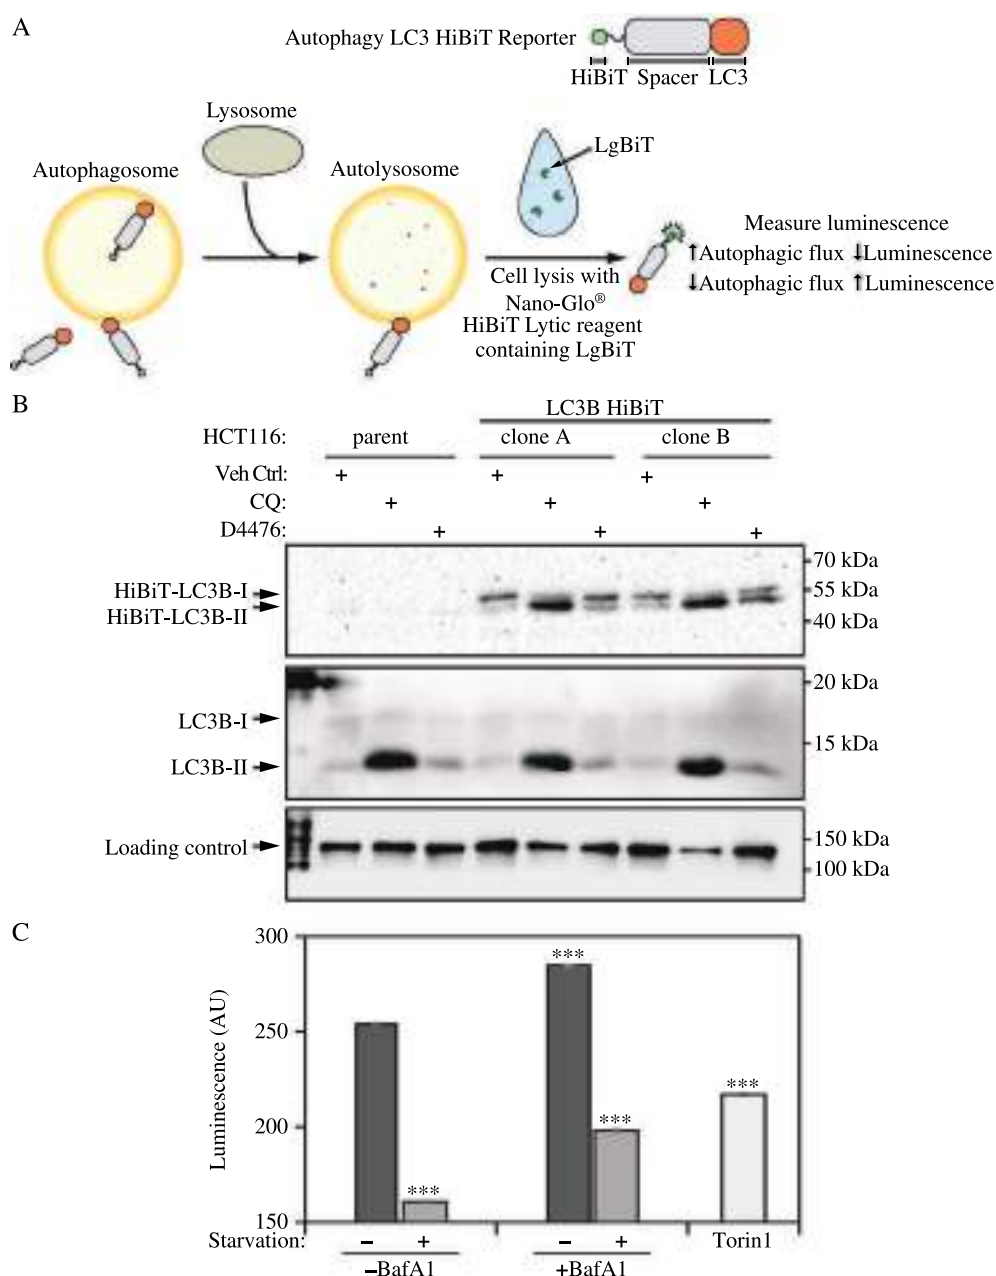 A
Autophagy LC3 HiBiT Reporter
HiBiT Spacer LC3
Lysosome
Autophagosome
Autolysosome
LgBiT
Cell lysis with
Nano-Glo®
HiBiT Lytic reagent
containing LgBiT
Measure luminescence
↑Autophagic flux ↓Luminescence
↓Autophagic flux ↑Luminescence
B
LC3B HiBiT
HCT116: parent clone A clone B
Veh Ctrl: + + +
CQ: + + +
D4476: + + +
HiBiT-LC3B-I
HiBiT-LC3B-II
70 kDa
55 kDa
40 kDa
LC3B-I
LC3B-II
20 kDa
15 kDa
Loading control
150 kDa
100 kDa
C
Luminescence (AU)
300
250
200
150
***
***
***
***
Starvation: – + – + Torin1
–BafA1 +BafA1